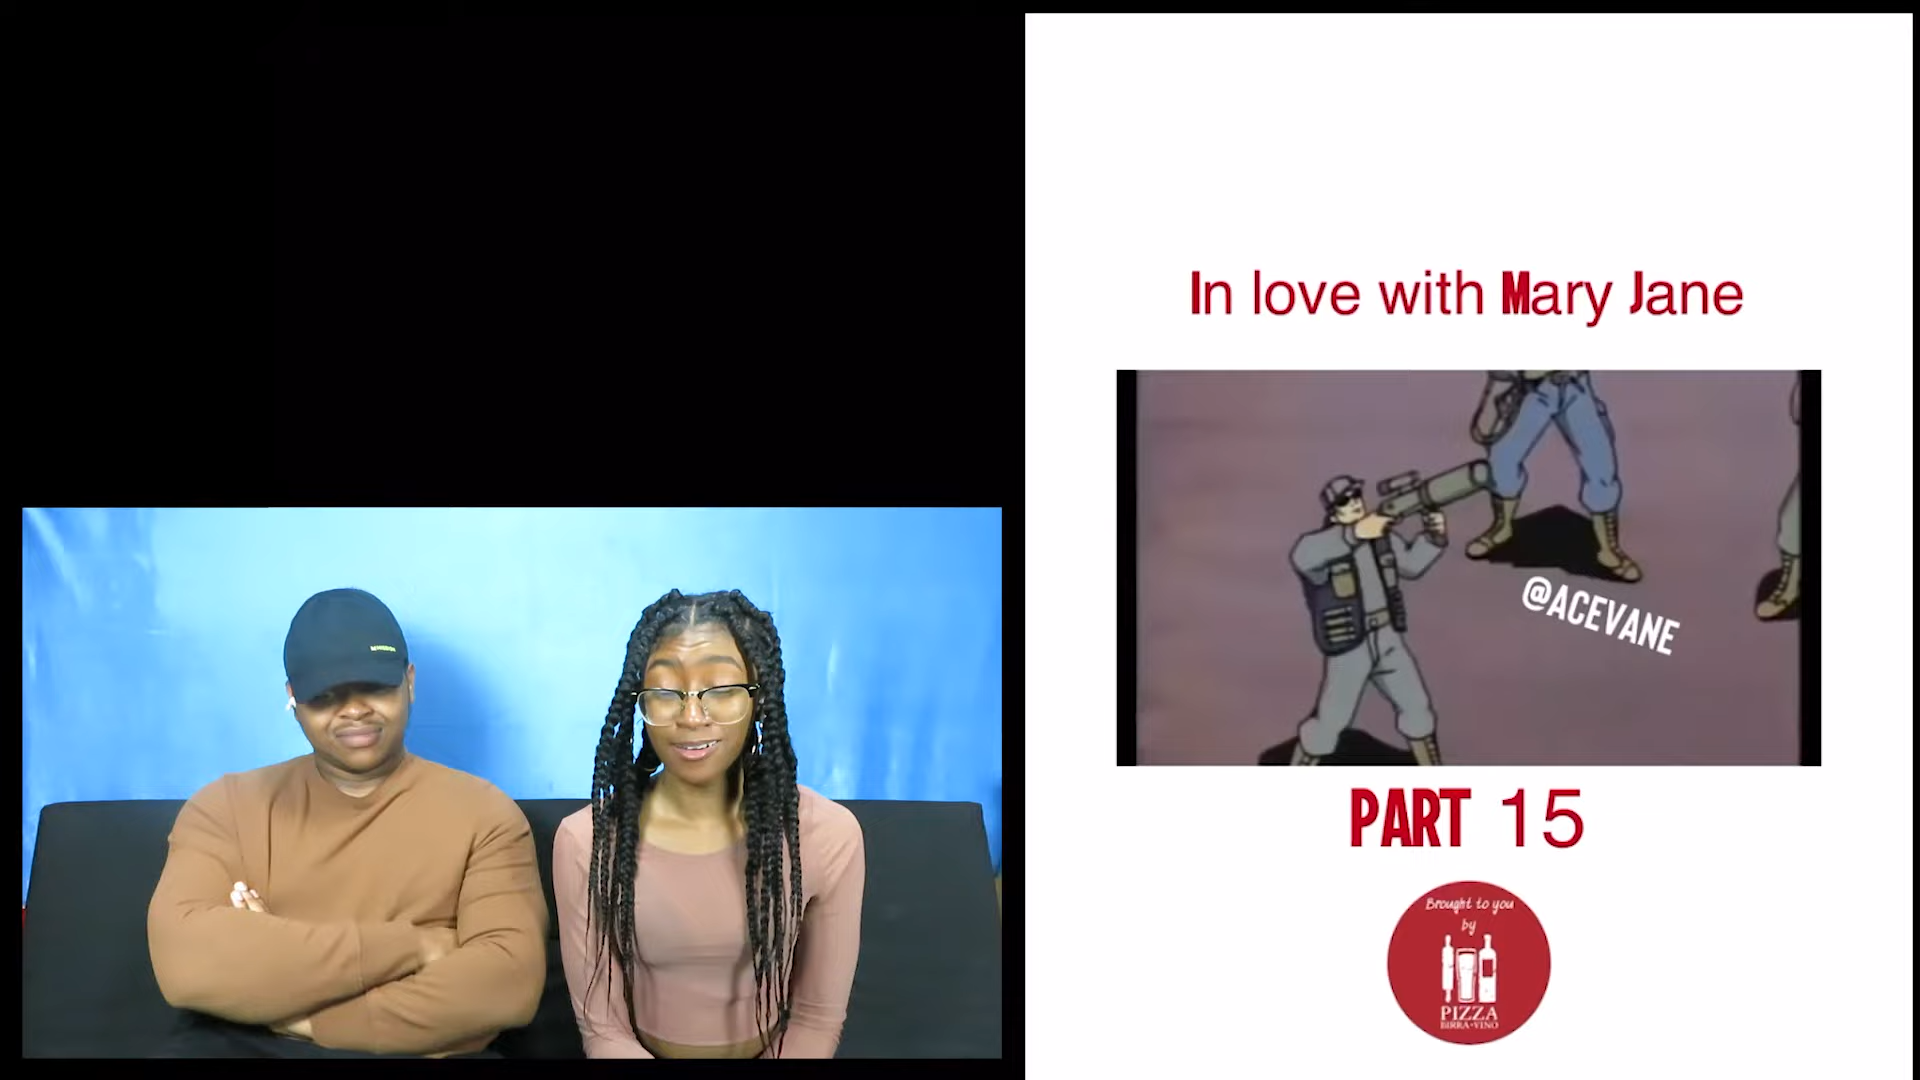 In love with Mary Jane
@ACEVANE
PART 15
Brought to you
by
PIZZA
BIRRA•VINO